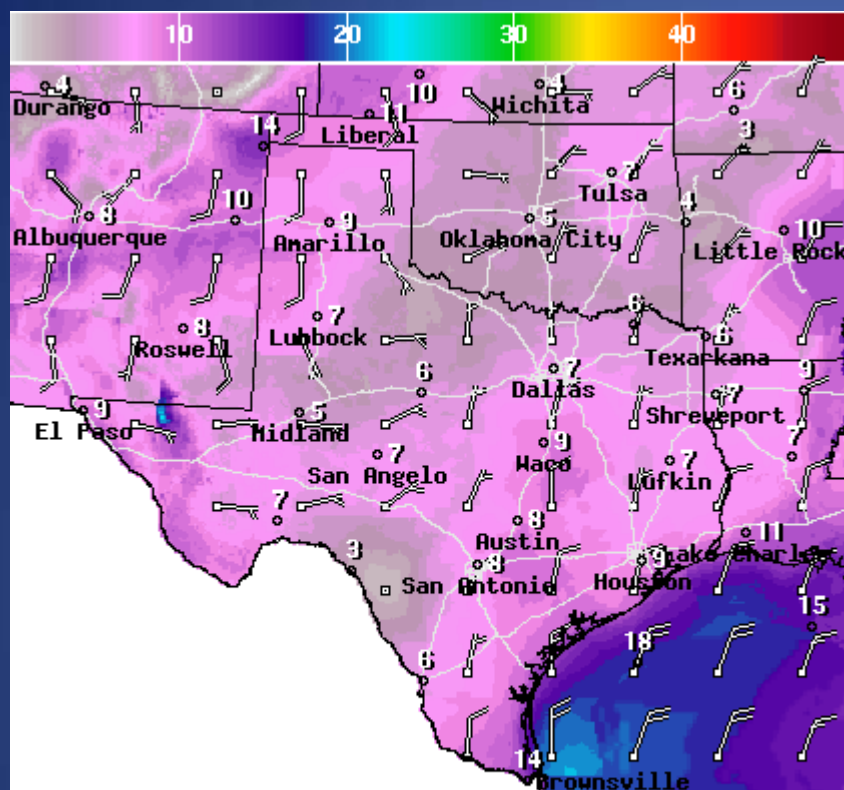 10 20 30 40
4 10 4 6
Durango Wichita
11
Liberal
14 3
7
Tulsa
8 10 9 5 4 10
Albuquerque Amarillo Oklahoma City Little Rock
8 7 6 6
Roswell Lubbock Texarkana
7
Dallas
6 9
9 5 7
El Paso Midland Shreveport
9 7
San Angelo Waco
7 7
Lufkin
7 8 11
Austin Lake Charles
3 8 9
San Antonio Houston
15
18
6
14
Brownsville